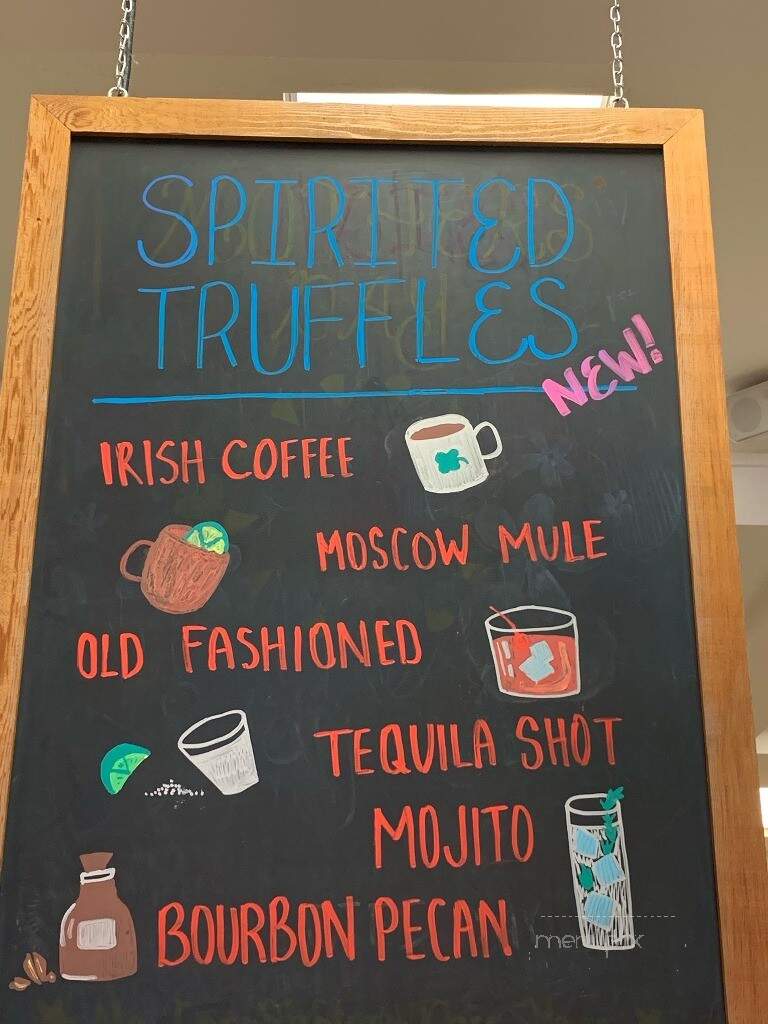 SPIRITED
TRUFFLES
NEW!
IRISH COFFEE
MOSCOW MULE
OLD FASHIONED
TEQUILA SHOT
MOJITO
BOURBON PECAN